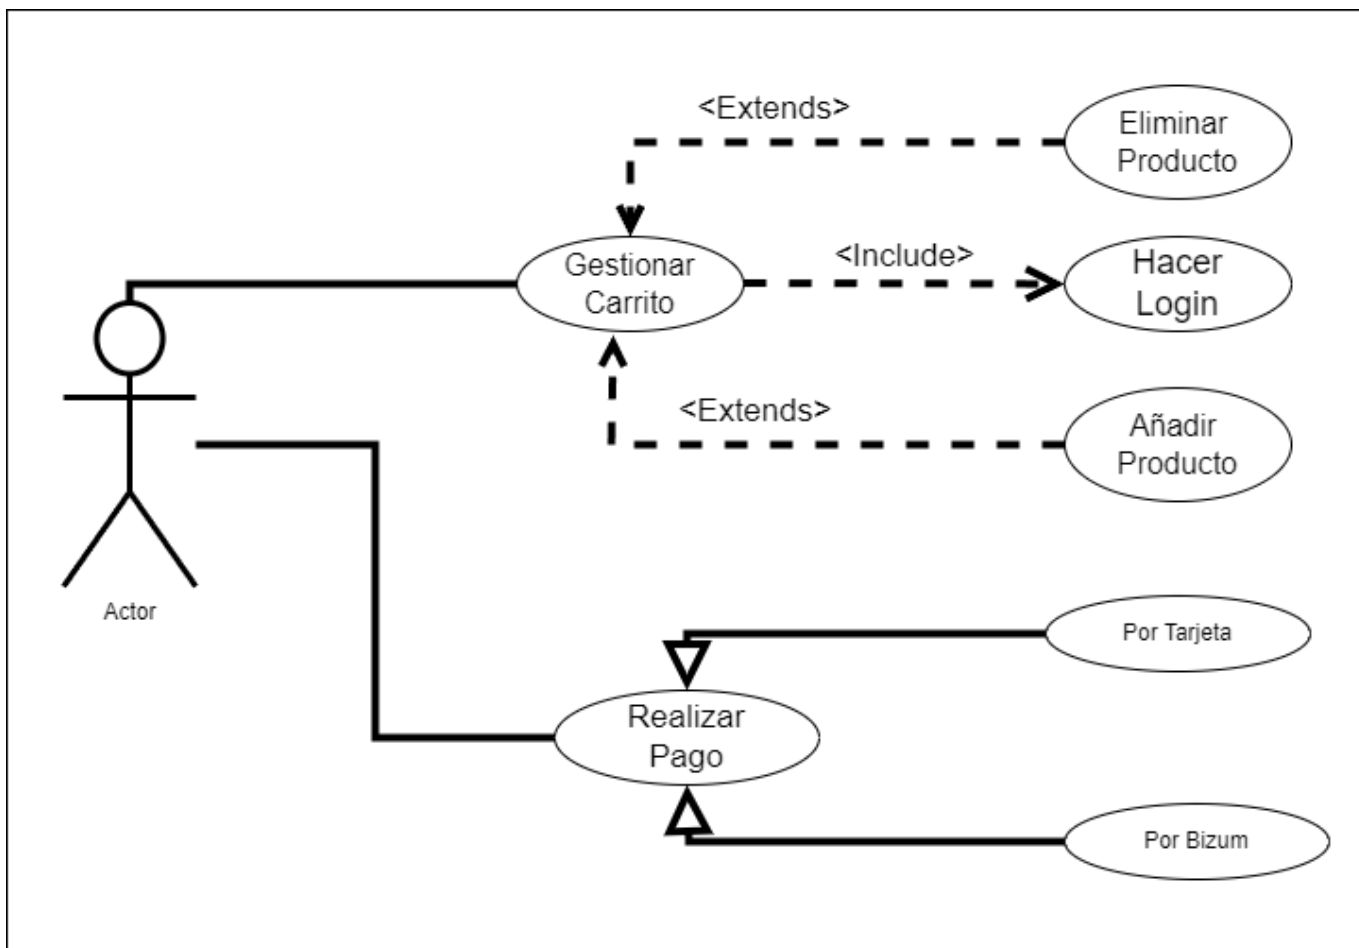 <Extends>
Eliminar
Producto
<Include>
Gestionar
Carrito
Hacer
Login
<Extends>
Añadir
Producto
Actor
Por Tarjeta
Realizar
Pago
Por Bizum